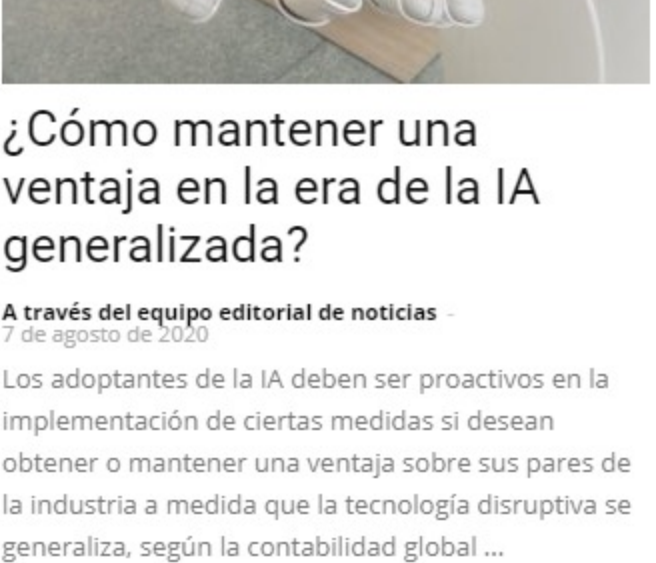 ¿Cómo mantener una
ventaja en la era de la IA
generalizada?
A través del equipo editorial de noticias -
7 de agosto de 2020
Los adoptantes de la IA deben ser proactivos en la
implementación de ciertas medidas si desean
obtener o mantener una ventaja sobre sus pares de
la industria a medida que la tecnología disruptiva se
generaliza, según la contabilidad global ...